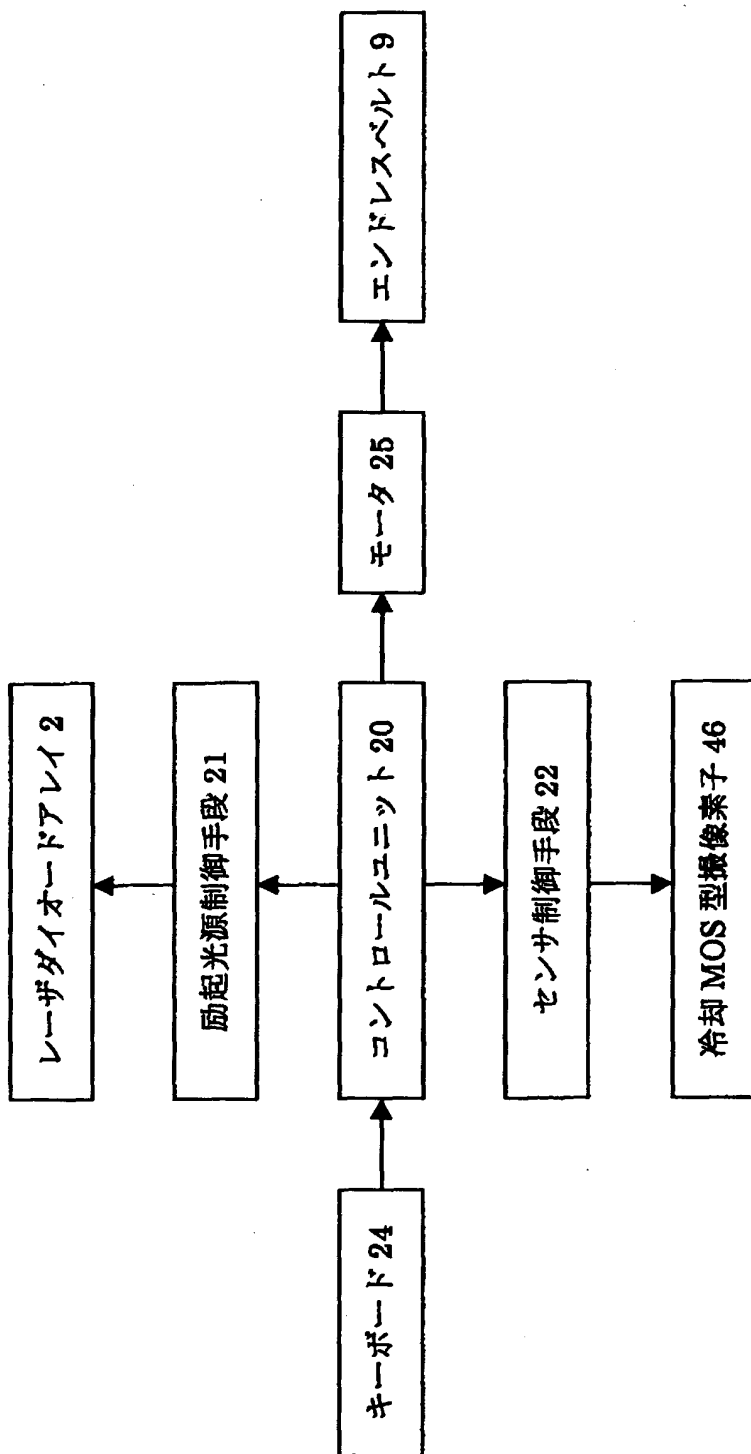 レーザダイオードアレイ 2
励起光源制御手段 21
キーボード 24
コントロールユニット 20
モータ 25
エンドレスベルト 9
センサ制御手段 22
冷却 MOS 型撮像素子 46